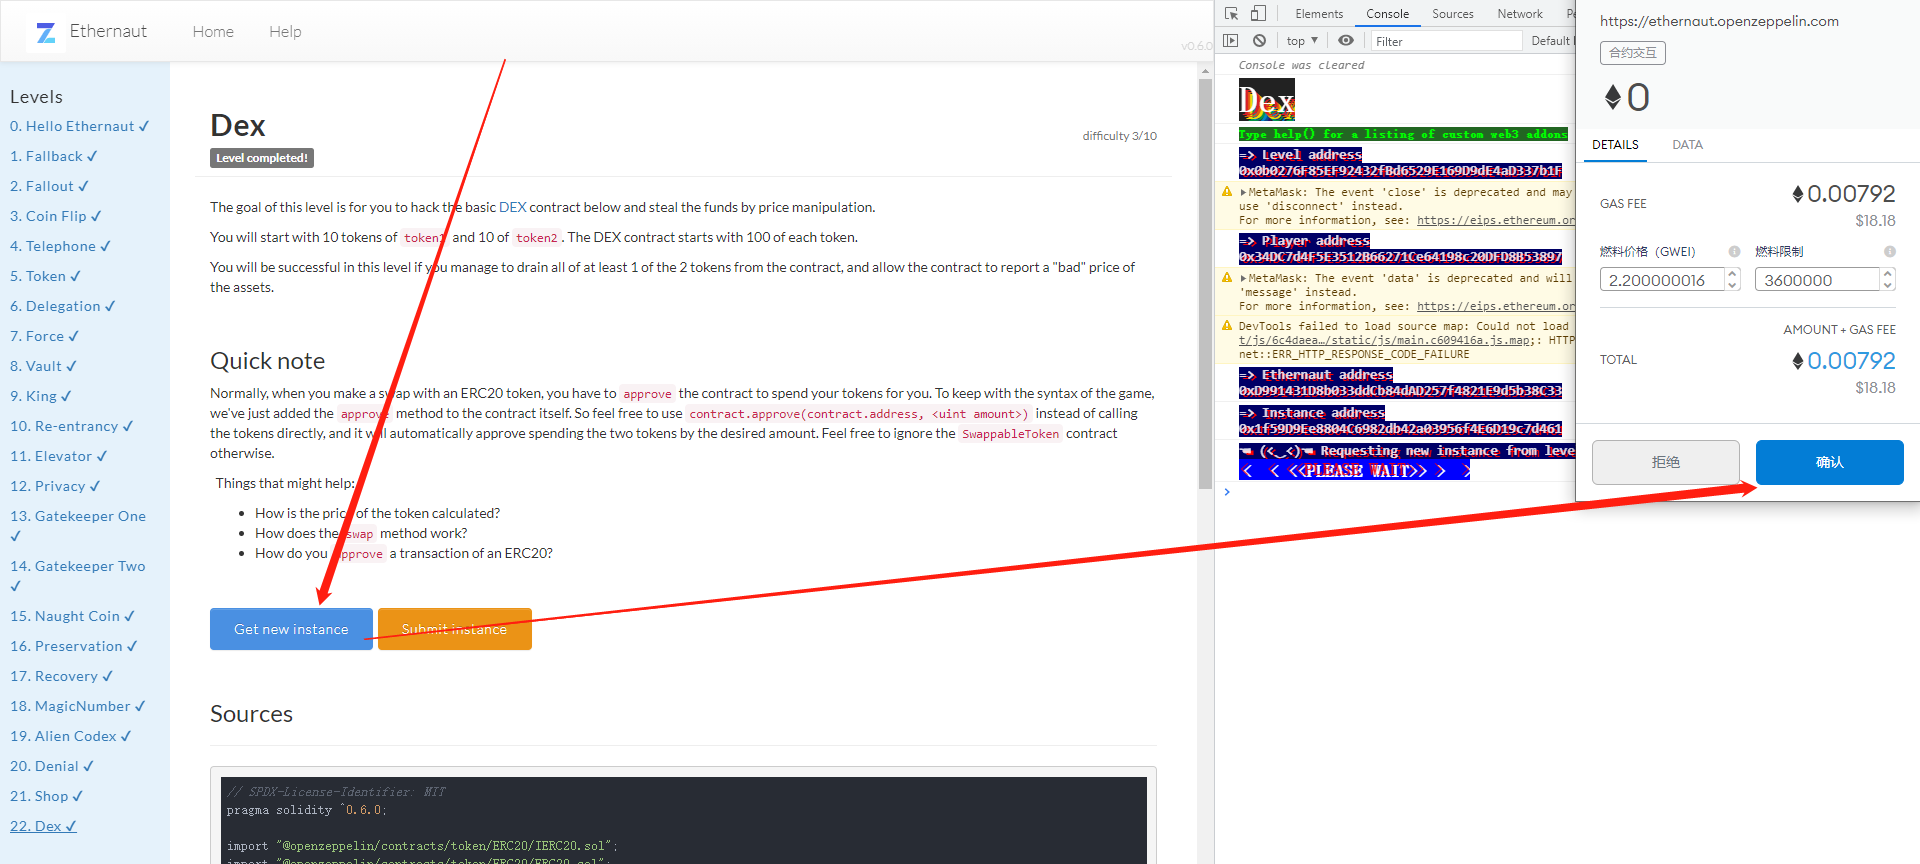 Ethernaut
Home
Help
v0.6.0
Levels
0. Hello Ethernaut ✓
1. Fallback ✓
2. Fallout ✓
3. Coin Flip ✓
4. Telephone ✓
5. Token ✓
6. Delegation ✓
7. Force ✓
8. Vault ✓
9. King ✓
10. Re-entrancy ✓
11. Elevator ✓
12. Privacy ✓
13. Gatekeeper One
✓
14. Gatekeeper Two
✓
15. Naught Coin ✓
16. Preservation ✓
17. Recovery ✓
18. MagicNumber ✓
19. Alien Codex ✓
20. Denial ✓
21. Shop ✓
22. Dex ✓
Dex
difficulty 3/10
Level completed!
The goal of this level is for you to hack the basic DEX contract below and steal the funds by price manipulation.
You will start with 10 tokens of token1 and 10 of token2. The DEX contract starts with 100 of each token.
You will be successful in this level if you manage to drain all of at least 1 of the 2 tokens from the contract, and allow the contract to report a "bad" price of
the assets.
Quick note
Normally, when you make a swap with an ERC20 token, you have to approve the contract to spend your tokens for you. To keep with the syntax of the game,
we've just added the approve method to the contract itself. So feel free to use contract.approve(contract.address, <uint amount>) instead of calling
the tokens directly, and it will automatically approve spending the two tokens by the desired amount. Feel free to ignore the SwappableToken contract
otherwise.
Things that might help:
• How is the price of the token calculated?
• How does the swap method work?
• How do you approve a transaction of an ERC20?
Get new instance
Submit instance
Sources
// SPDX-License-Identifier: MIT
pragma solidity ^0.6.0;
import "@openzeppelin/contracts/token/ERC20/IERC20.sol";
import "@openzeppelin/contracts/token/ERC20/ERC20.sol";
Elements
Console
Sources
Network
Pe
top ▼
Filter
Default
Console was cleared
Dex
Type help() for a listing of custom web3 addons
=> Level address
0x0b0276F85EF92432fBd6529E169D9dE4aD337b1F
MetaMask: The event 'close' is deprecated and may
use 'disconnect' instead.
For more information, see: https://eips.ethereum.or
=> Player address
0x34DC7d4F5E3512B66271Ce64198c20DFD8B53897
MetaMask: The event 'data' is deprecated and will
'message' instead.
For more information, see: https://eips.ethereum.or
DevTools failed to load source map: Could not load
t/js/6c4daea…/static/js/main.c609416a.js.map;: HTTP
net::ERR_HTTP_RESPONSE_CODE_FAILURE
=> Ethernaut address
0xD991431D8b033ddCb84dAD257f4821E9d5b38C33
=> Instance address
0x1f59D9Ee8804C6982db42a03956f4E6D19c7d461
(<_<) Requesting new instance from leve
< < <<PLEASE WAIT>> > >
https://ethernaut.openzeppelin.com
合约交互
0
DETAILS
DATA
GAS FEE
0.00792
$18.18
燃料价格 (GWEI)
燃料限制
2.200000016
3600000
AMOUNT + GAS FEE
TOTAL
0.00792
$18.18
拒绝
确认